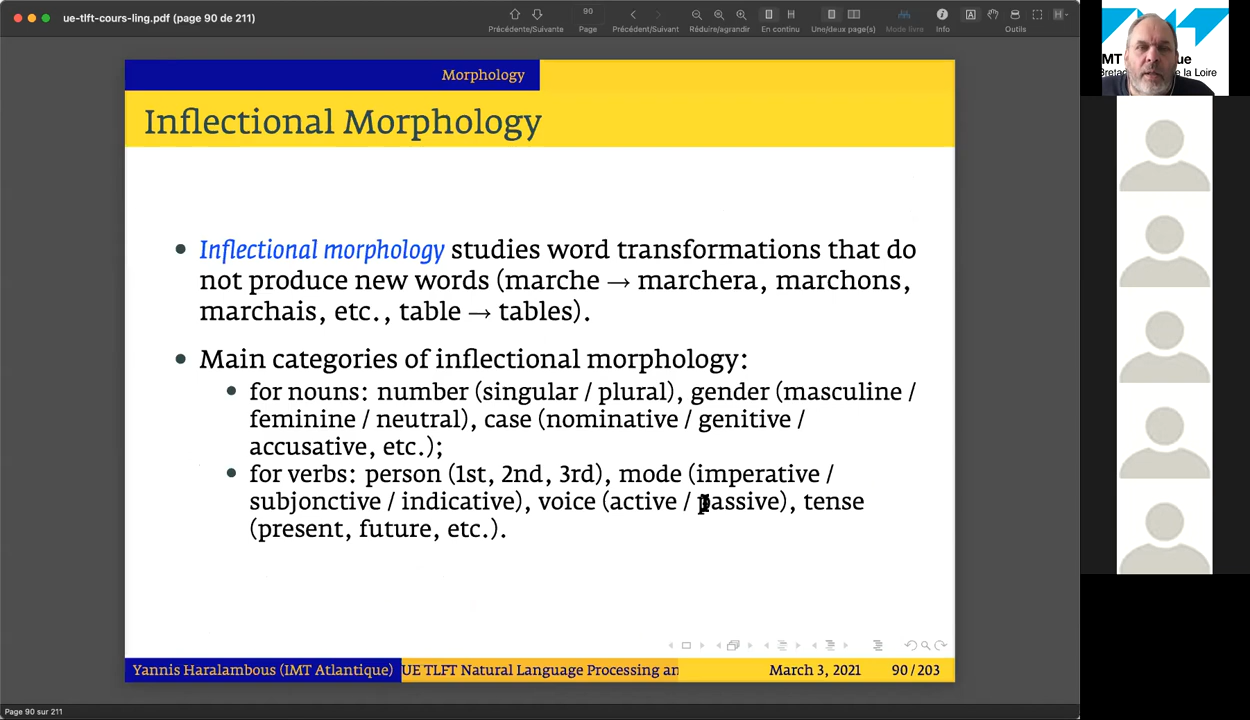 ue-tlft-cours-ling.pdf (page 90 de 211)
90
Précédente/Suivante
Page
Précédent/Suivant
Réduire/agrandir
En continu
Une/deux page(s)
Mode livre
Info
Outils
Morphology
Inflectional Morphology
• Inflectional morphology studies word transformations that do
not produce new words (marche → marchera, marchons,
marchais, etc., table → tables).
• Main categories of inflectional morphology:
• for nouns: number (singular / plural), gender (masculine /
feminine / neutral), case (nominative / genitive /
accusative, etc.);
• for verbs: person (1st, 2nd, 3rd), mode (imperative /
subjonctive / indicative), voice (active / passive), tense
(present, future, etc.).
Yannis Haralambous (IMT Atlantique)
UE TLFT Natural Language Processing an
March 3, 2021
90 / 203
Page 90 sur 211